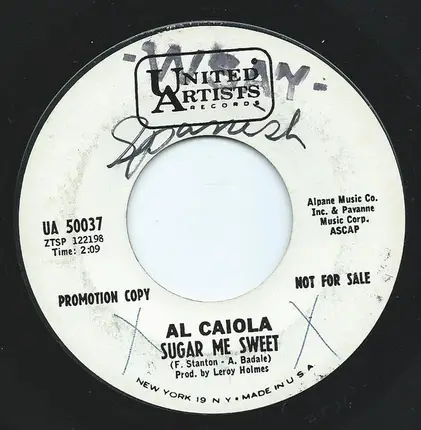 UNITED
ARTISTS
RECORDS
Spanish
UA 50037
ZTSP 122198
Time: 2:09
Alpane Music Co.
Inc. & Pavanne
Music Corp.
ASCAP
PROMOTION COPY
NOT FOR SALE
AL CAIOLA
SUGAR ME SWEET
(F. Stanton - A. Badale)
Prod. by Leroy Holmes
NEW YORK 19 N Y • MADE IN U S A